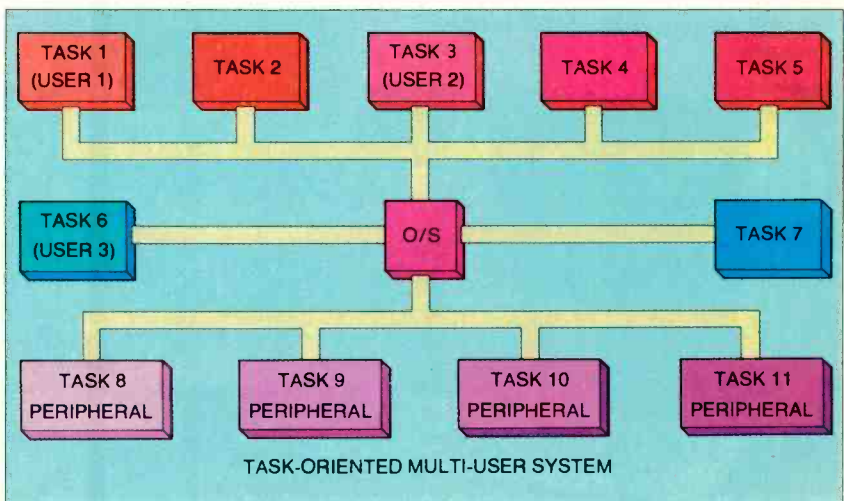 TASK 1
(USER 1)
TASK 2
TASK 3
(USER 2)
TASK 4
TASK 5
TASK 6
(USER 3)
O/S
TASK 7
TASK 8
PERIPHERAL
TASK 9
PERIPHERAL
TASK 10
PERIPHERAL
TASK 11
PERIPHERAL
TASK-ORIENTED MULTI-USER SYSTEM